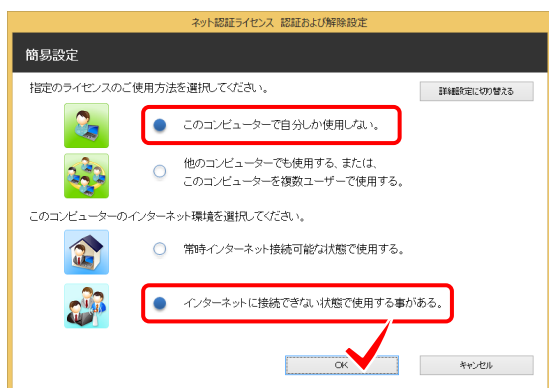 ネット認証ライセンス 認証および解除設定
簡易設定
指定のライセンスのご使用方法を選択してください。
詳細設定に切り替える
このコンピューターで自分しか使用しない。
他のコンピューターでも使用する、または、
このコンピューターを複数ユーザーで使用する。
このコンピューターのインターネット環境を選択してください。
常時インターネット接続可能な状態で使用する。
インターネットに接続できない状態で使用する事がある。
OK
キャンセル